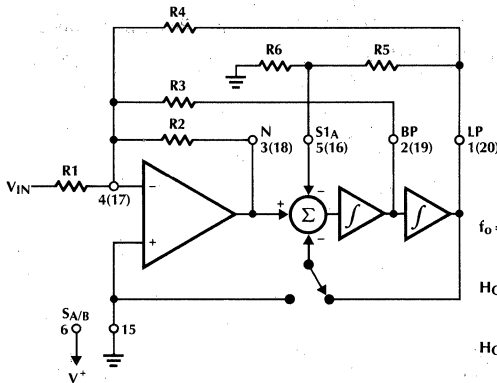 R4
R6
R5
R3
R2
N
3(18)
S1A
5(16)
BP
2(19)
LP
1(20)
R1
VIN
4(17)
−
+
+
Σ
−
−
∫
∫
fo =
HO
HO
SA/B
6
15
V+